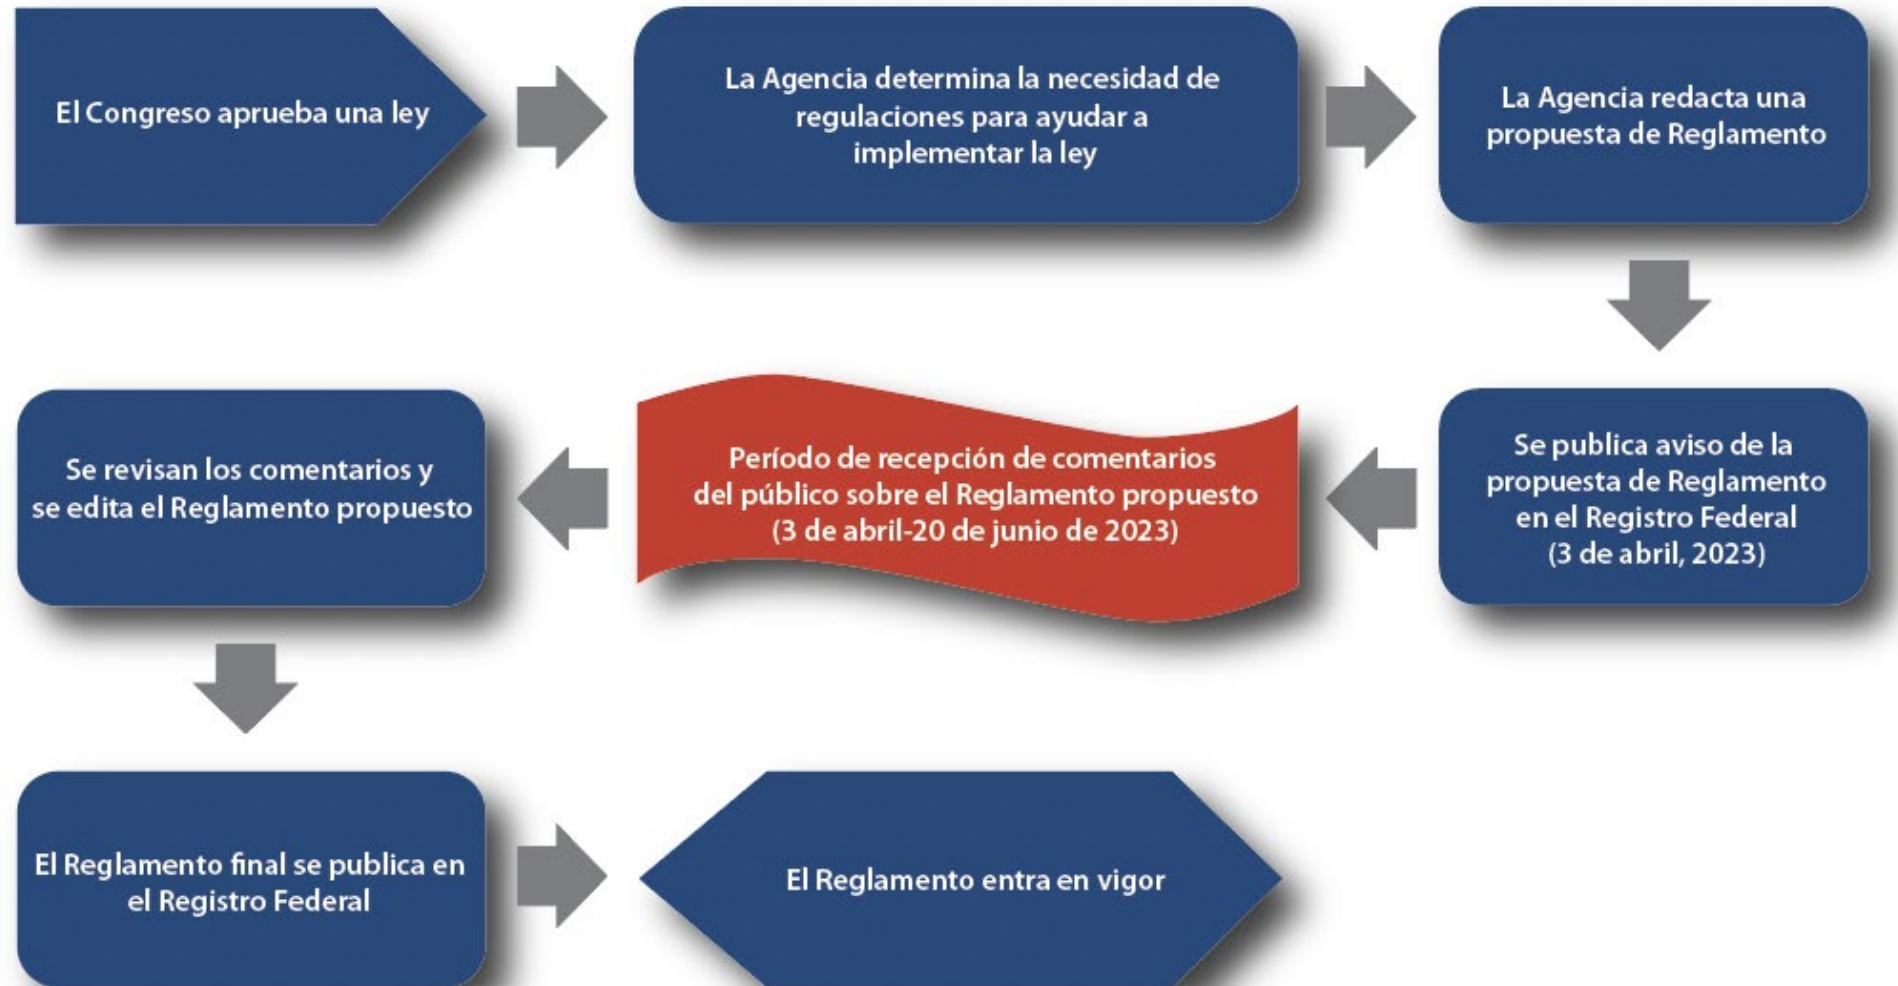 El Congreso aprueba una ley
La Agencia determina la necesidad de
regulaciones para ayudar a
implementar la ley
La Agencia redacta una
propuesta de Reglamento
Se publica aviso de la
propuesta de Reglamento
en el Registro Federal
(3 de abril, 2023)
Período de recepción de comentarios
del público sobre el Reglamento propuesto
(3 de abril-20 de junio de 2023)
Se revisan los comentarios y
se edita el Reglamento propuesto
El Reglamento final se publica en
el Registro Federal
El Reglamento entra en vigor